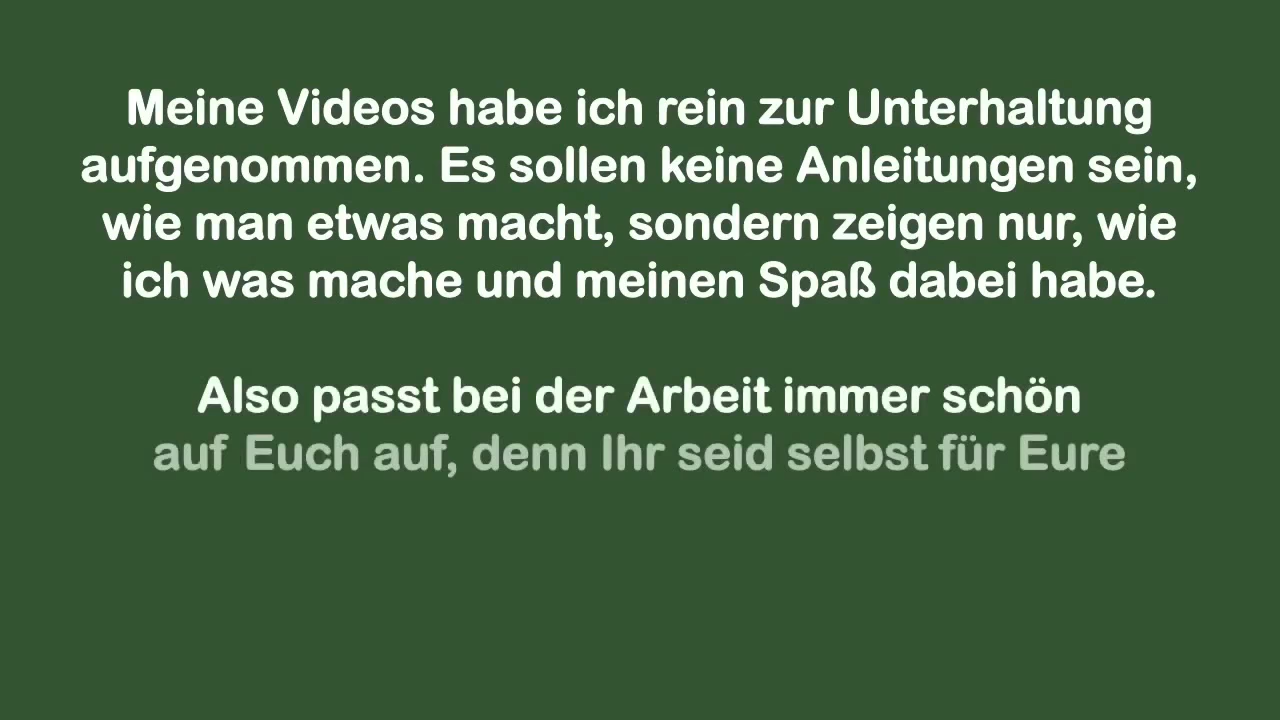 Meine Videos habe ich rein zur Unterhaltung
aufgenommen. Es sollen keine Anleitungen sein,
wie man etwas macht, sondern zeigen nur, wie
ich was mache und meinen Spaß dabei habe.
Also passt bei der Arbeit immer schön
auf Euch auf, denn Ihr seid selbst für Eure